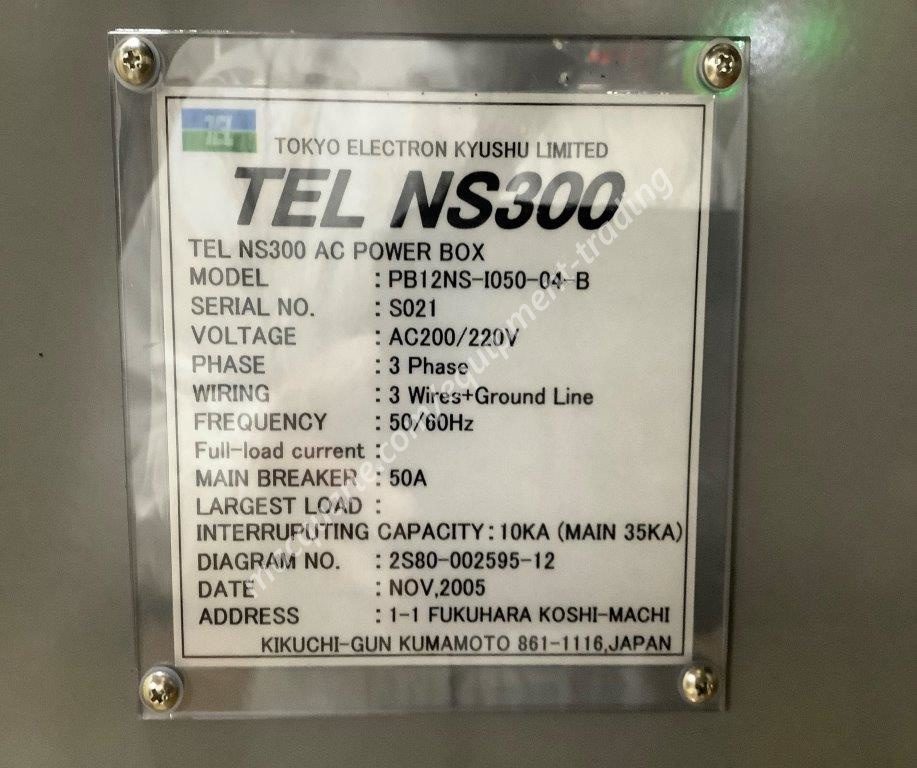 TEL
TOKYO ELECTRON KYUSHU LIMITED
TEL NS300
TEL NS300 AC POWER BOX
MODEL : PB12NS-I050-04-B
SERIAL NO. : S021
VOLTAGE : AC200/220V
PHASE : 3 Phase
WIRING : 3 Wires+Ground Line
FREQUENCY : 50/60Hz
Full-load current :
MAIN BREAKER : 50A
LARGEST LOAD :
INTERRUPUTING CAPACITY : 10KA (MAIN 35KA)
DIAGRAM NO. : 2S80-002595-12
DATE : NOV,2005
ADDRESS : 1-1 FUKUHARA KOSHI-MACHI
KIKUCHI-GUN KUMAMOTO 861-1116,JAPAN